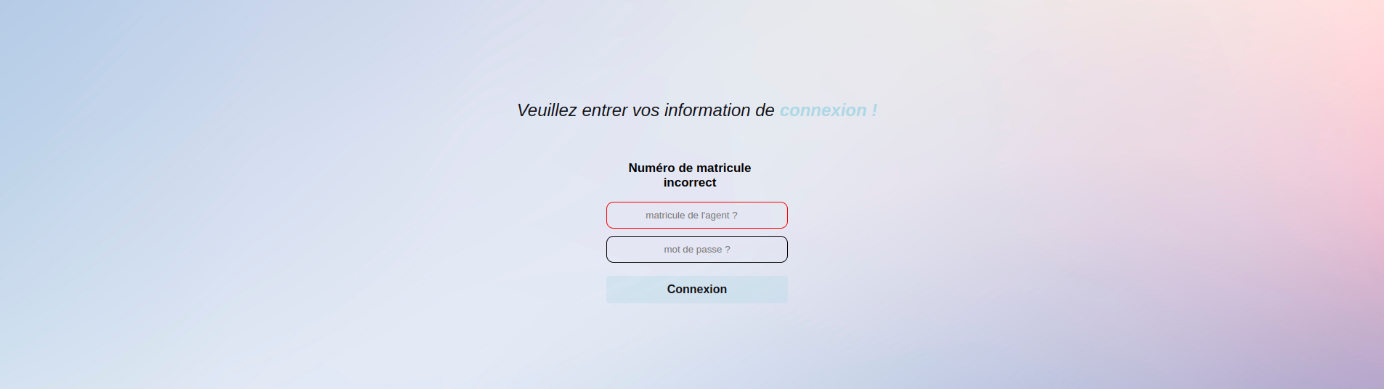 Veuillez entrer vos information de connexion !
Numéro de matricule
incorrect
matricule de l'agent ?
mot de passe ?
Connexion